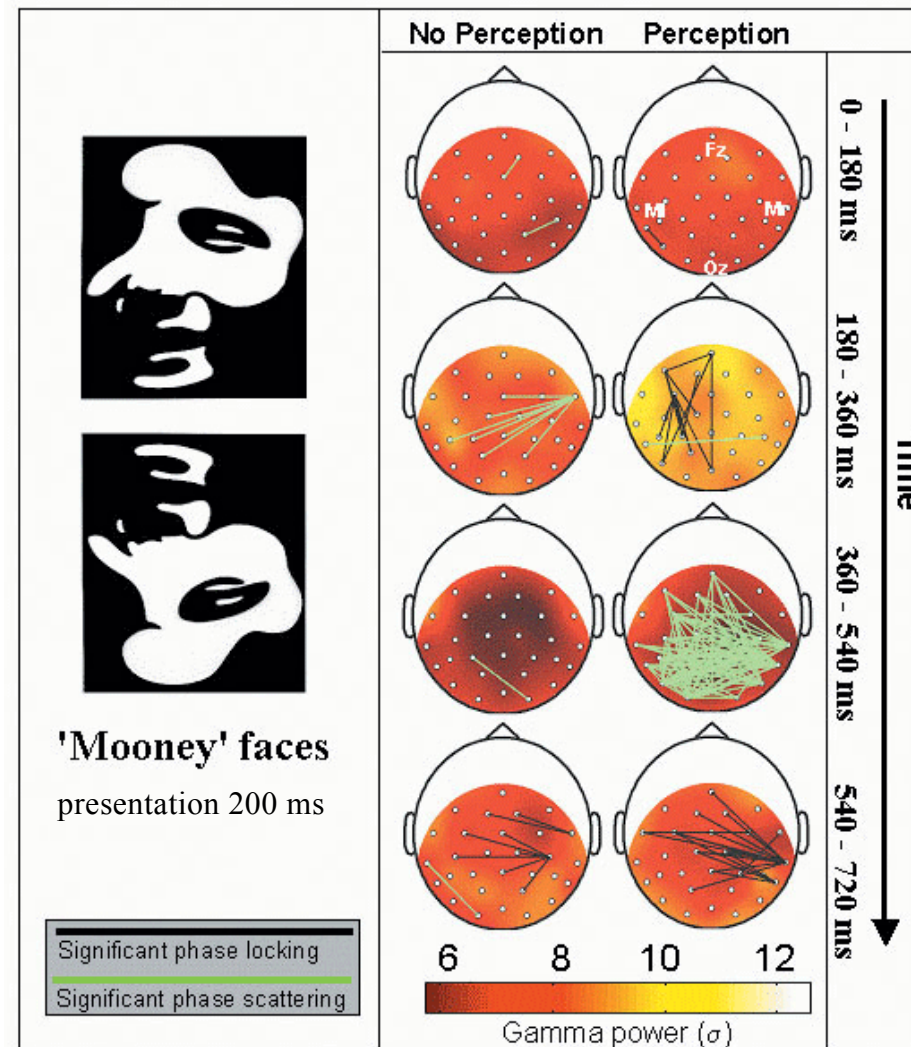 No Perception Perception
Fz
Ml Mr
Oz
0 - 180 ms
180 - 360 ms
Time
360 - 540 ms
540 - 720 ms
'Mooney' faces
presentation 200 ms
Significant phase locking
Significant phase scattering
6 8 10 12
Gamma power (σ)